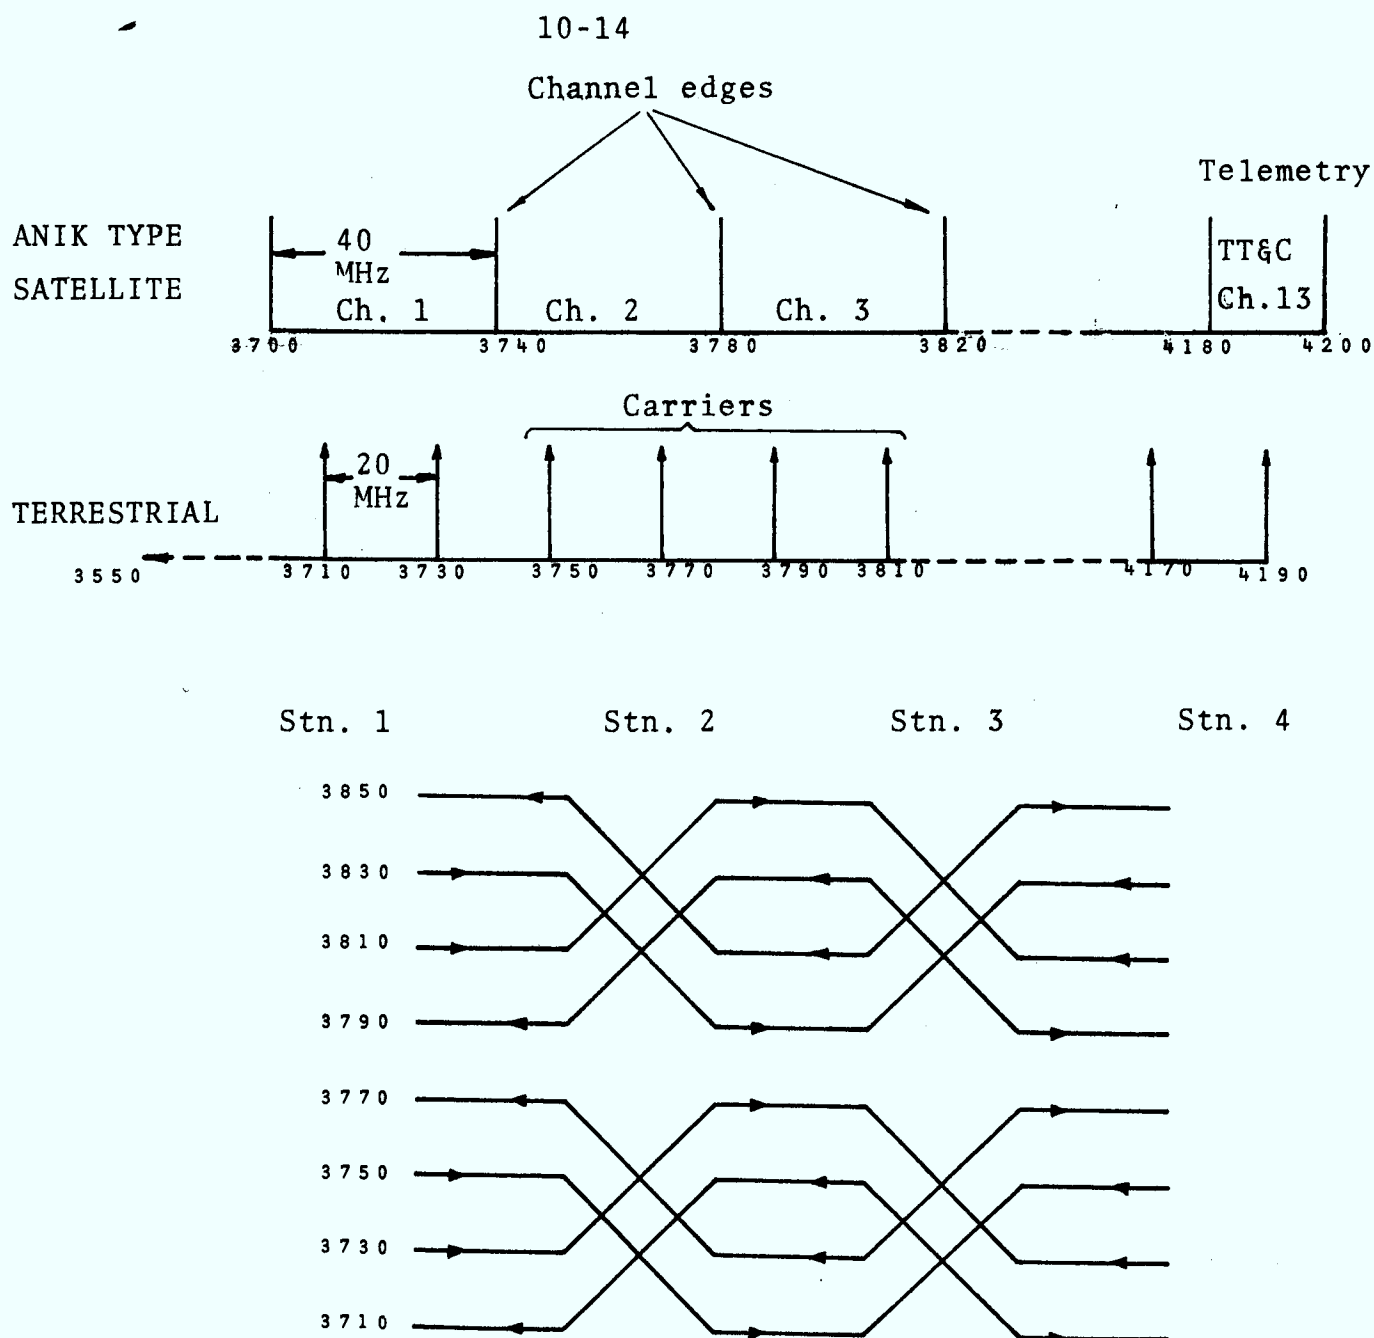 10-14
Channel edges
Telemetry
ANIK TYPE
SATELLITE
40
MHz
TT&C
Ch. 1
Ch. 2
Ch. 3
Ch.13
3700
3740
3780
3820
4180
4200
Carriers
20
MHz
TERRESTRIAL
3550
3710
3730
3750
3770
3790
3810
4170
4190
Stn. 1
Stn. 2
Stn. 3
Stn. 4
3850
3830
3810
3790
3770
3750
3730
3710